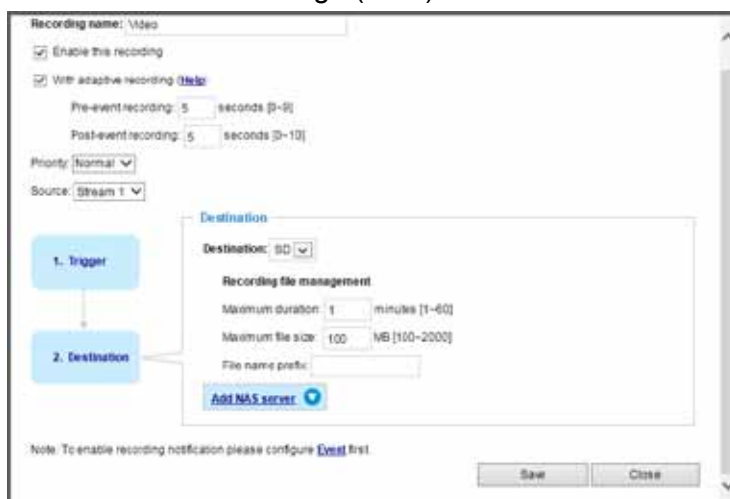 Recording name: Video
Enable this recording
With adaptive recording (Help)
Pre-event recording: 5 seconds [0~9]
Post-event recording: 5 seconds [0~10]
Priority: Normal
Source: Stream 1
Destination
1. Trigger
Destination: SD
Recording file management
Maximum duration: 1 minutes [1~60]
Maximum file size: 100 MB [100~2000]
2. Destination
File name prefix:
Add NAS server
Note: To enable recording notification please configure Event first.
Save Close